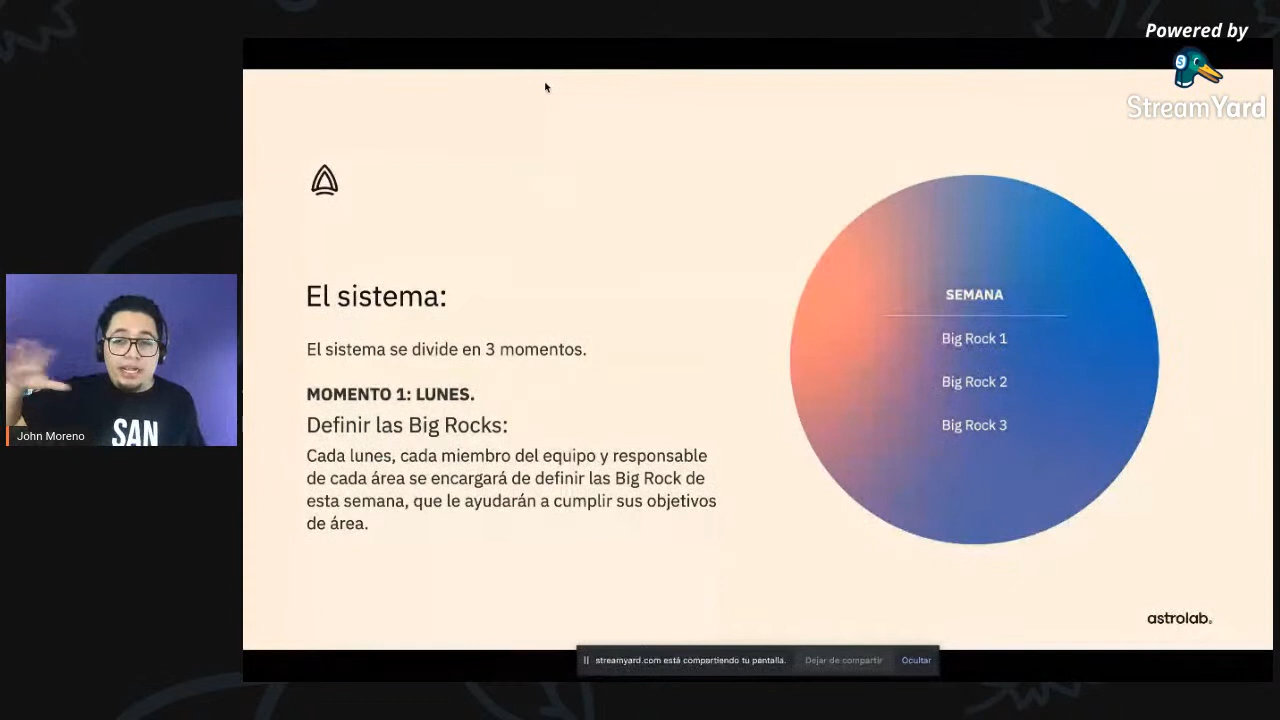 Powered by
StreamYard
El sistema:
El sistema se divide en 3 momentos.
MOMENTO 1: LUNES.
Definir las Big Rocks:
Cada lunes, cada miembro del equipo y responsable
de cada área se encargará de definir las Big Rock de
esta semana, que le ayudarán a cumplir sus objetivos
de área.
SEMANA
Big Rock 1
Big Rock 2
Big Rock 3
SAN
John Moreno
astrolab.
streamyard.com está compartiendo tu pantalla.
Dejar de compartir
Ocultar